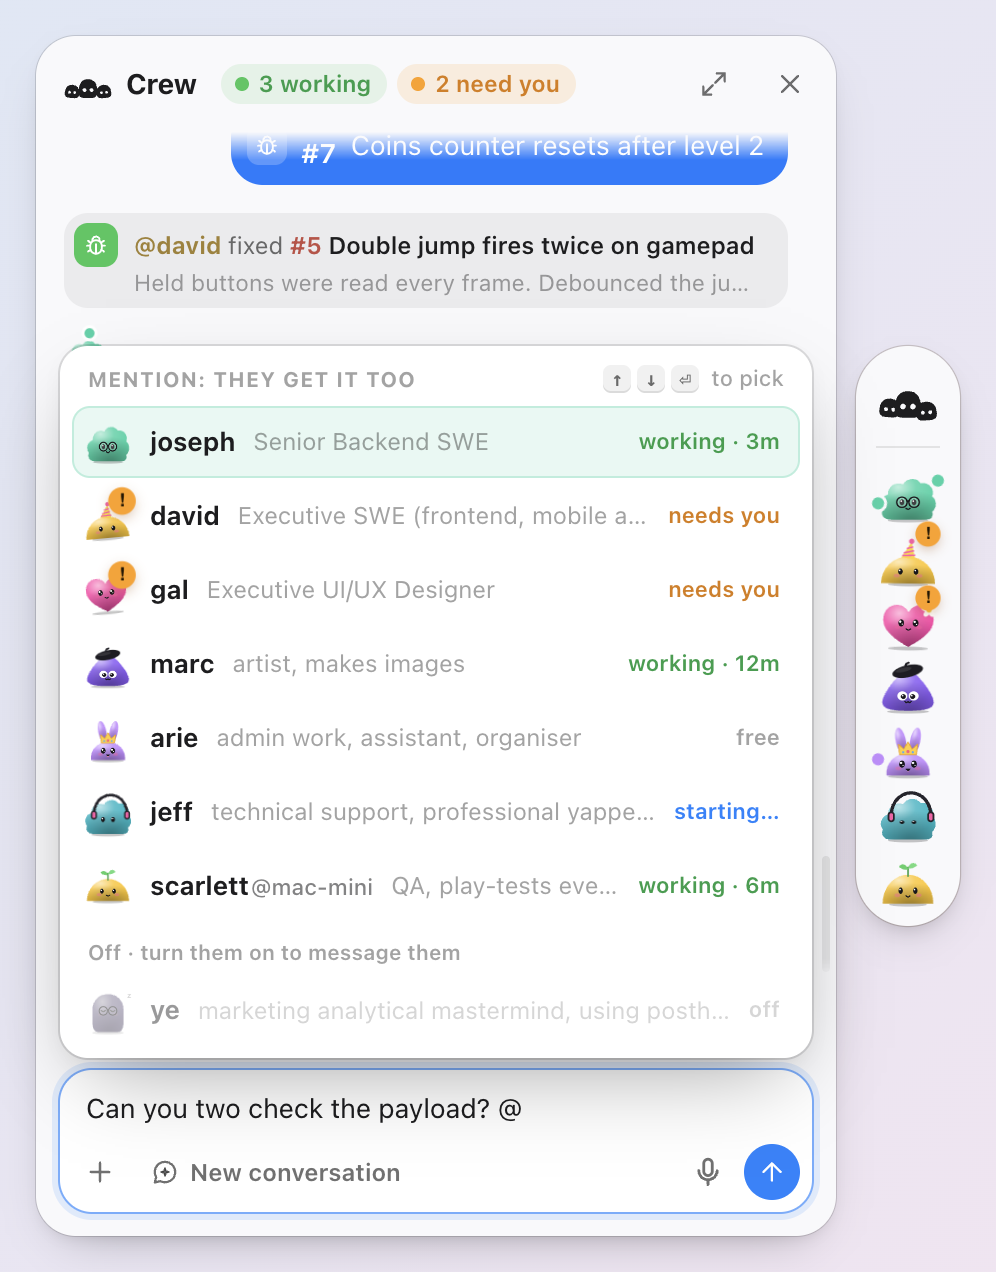 Crew
3 working
2 need you
#7 Coins counter resets after level 2
@david fixed #5 Double jump fires twice on gamepad
Held buttons were read every frame. Debounced the ju...
MENTION: THEY GET IT TOO
↑ ↓ ⏎ to pick
joseph Senior Backend SWE working · 3m
! david Executive SWE (frontend, mobile a... needs you
! gal Executive UI/UX Designer needs you
marc artist, makes images working · 12m
arie admin work, assistant, organiser free
jeff technical support, professional yappe... starting...
scarlett@mac-mini QA, play-tests eve... working · 6m
Off · turn them on to message them
ye marketing analytical mastermind, using posth... off
Can you two check the payload? @
New conversation
!
!